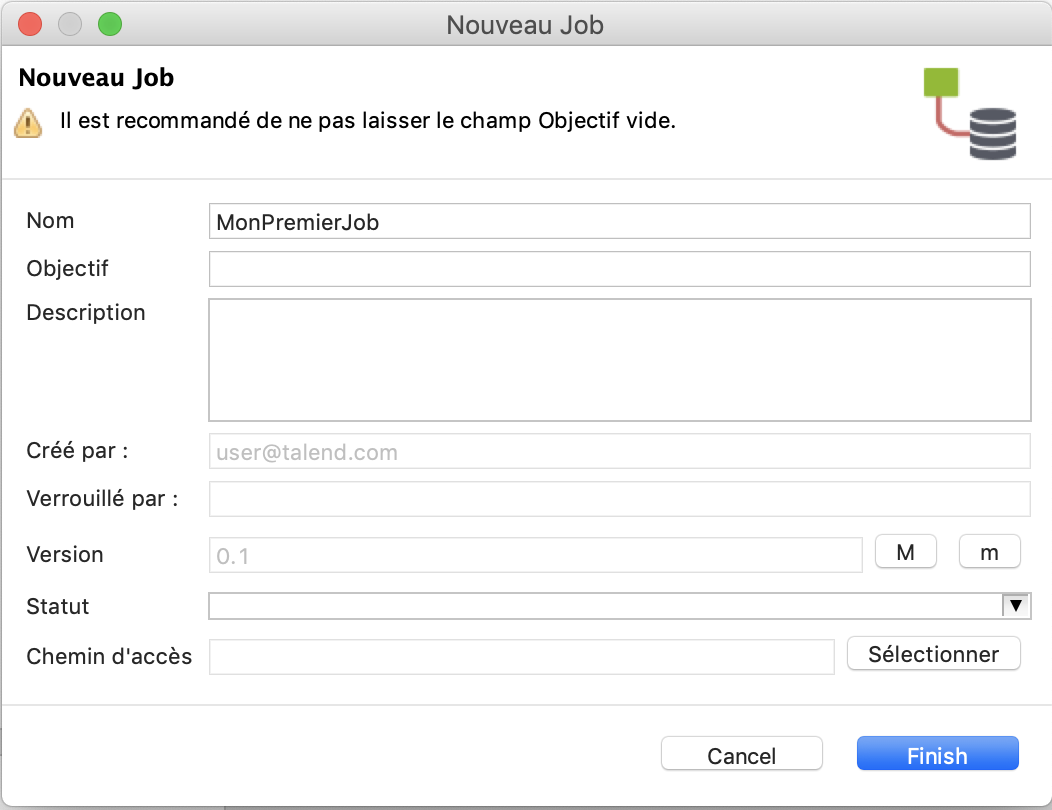 Nouveau Job
Nouveau Job
Il est recommandé de ne pas laisser le champ Objectif vide.
Nom MonPremierJob
Objectif
Description
Créé par : user@talend.com
Verrouillé par :
Version 0.1 M m
Statut
Chemin d'accès Sélectionner
Cancel Finish